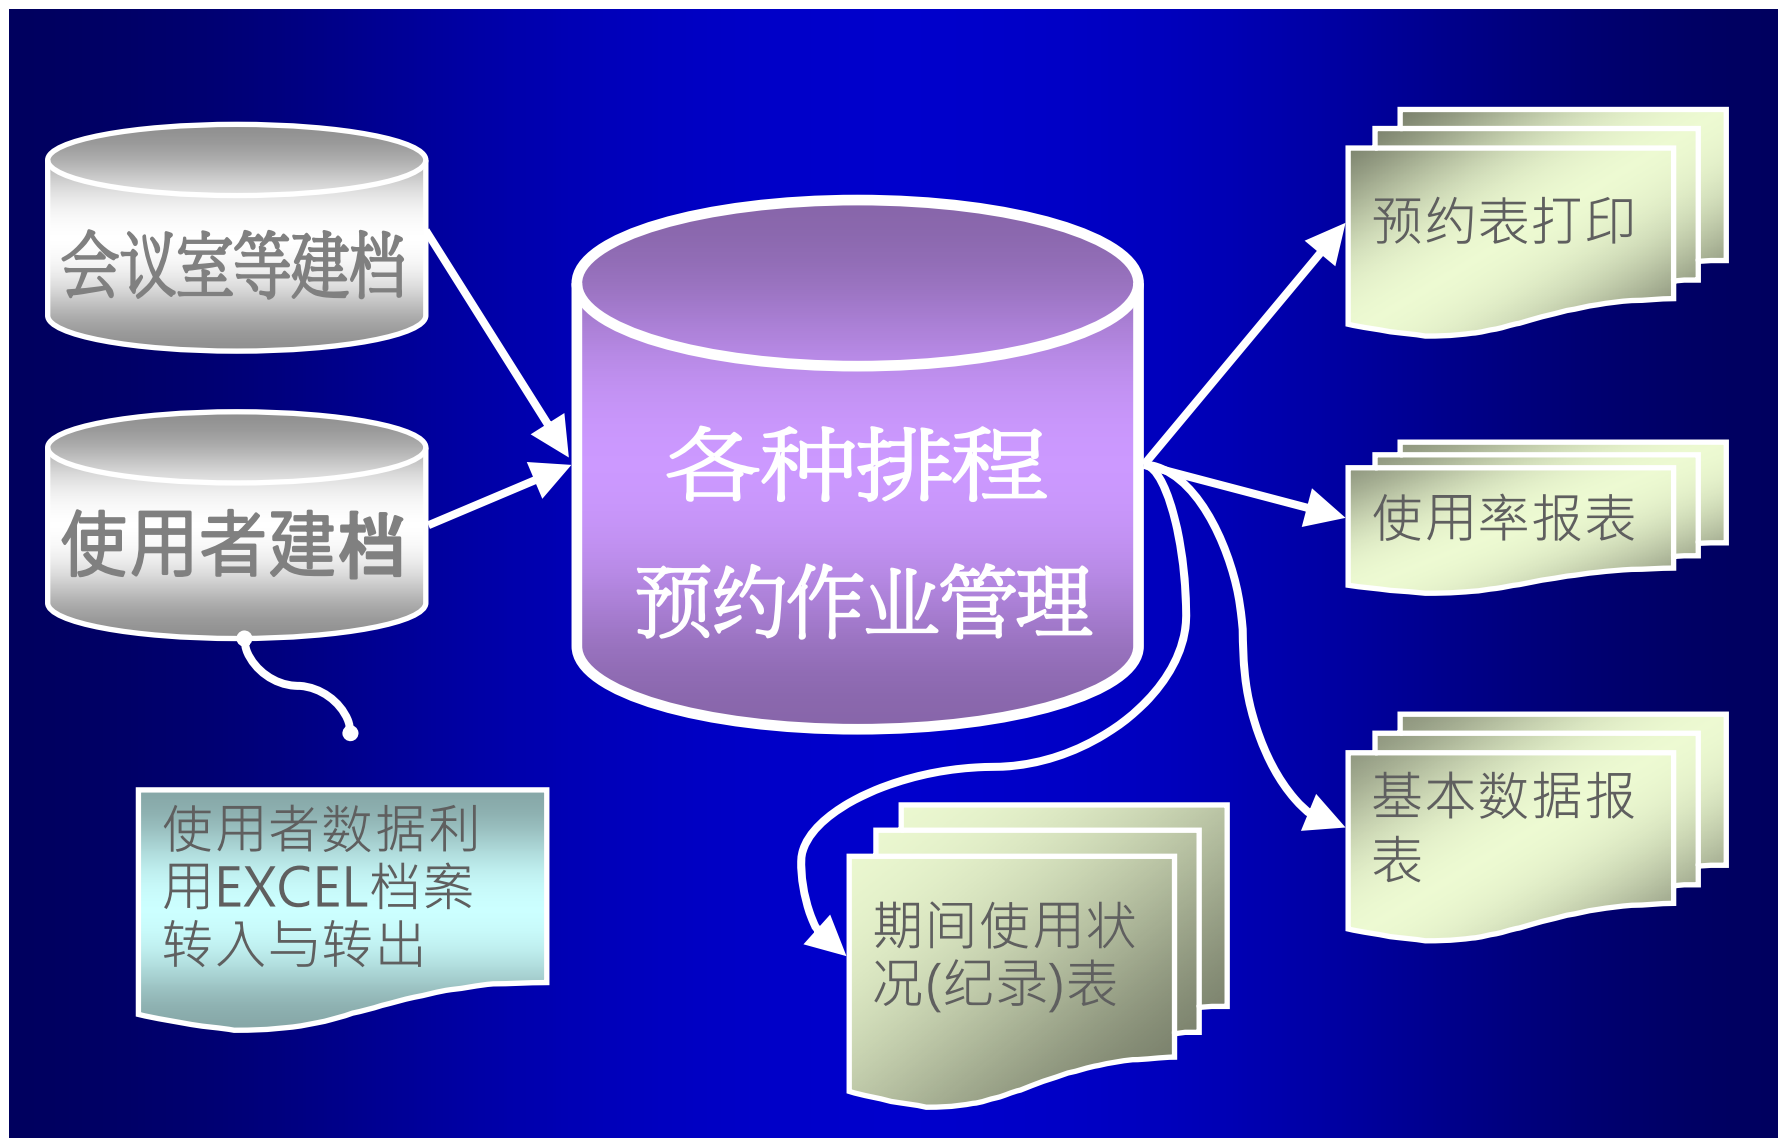 会议室等建档
使用者建档
使用者数据利
用EXCEL档案
转入与转出
各种排程
预约作业管理
预约表打印
使用率报表
基本数据报
表
期间使用状
况(纪录)表